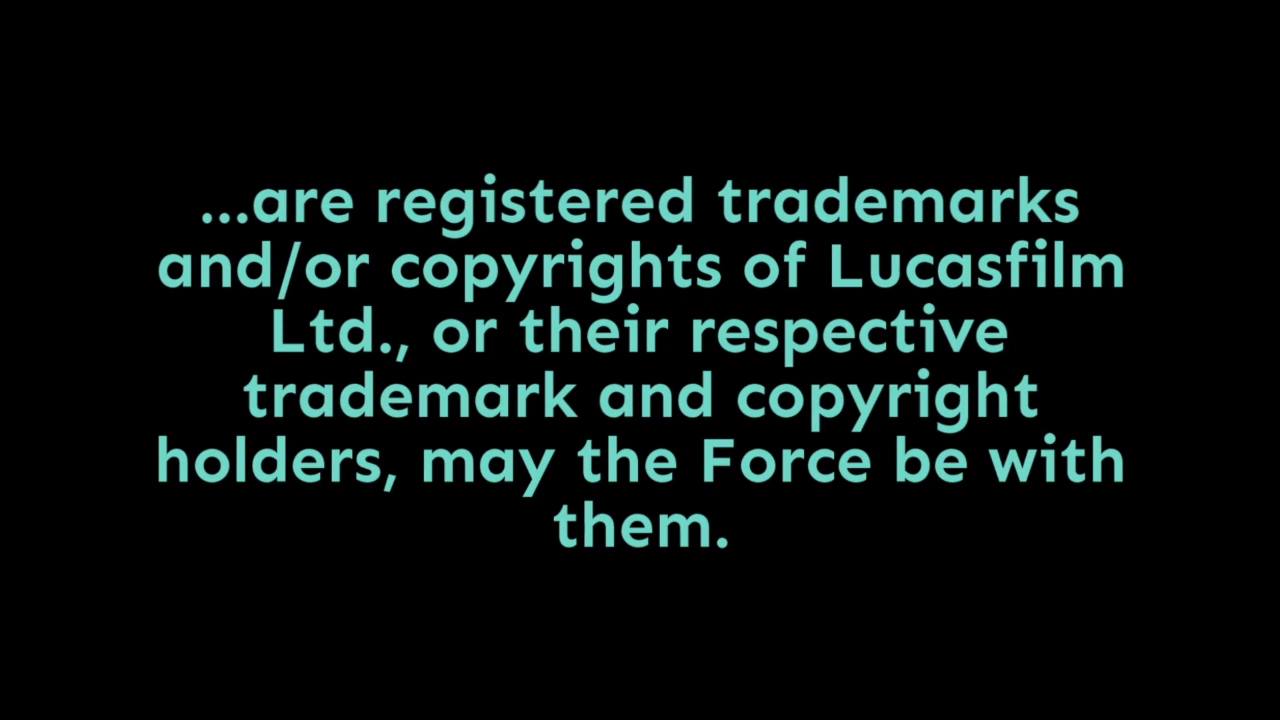 ...are registered trademarks
and/or copyrights of Lucasfilm
Ltd., or their respective
trademark and copyright
holders, may the Force be with
them.